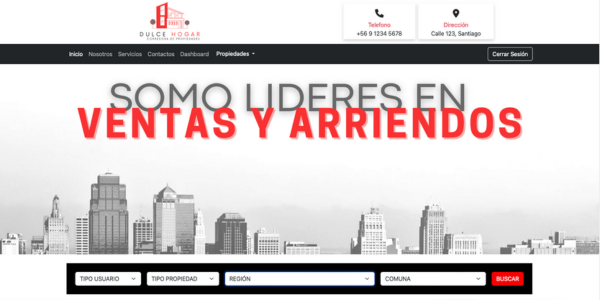 DULCE HOGAR
CORREDORA DE PROPIEDADES
Telefono
+56 9 1234 5678
Dirección
Calle 123, Santiago
Inicio Nosotros Servicios Contactos Dashboard Propiedades Cerrar Sesión
SOMO LIDERES EN
VENTAS Y ARRIENDOS
TIPO USUARIO TIPO PROPIEDAD REGIÓN COMUNA BUSCAR